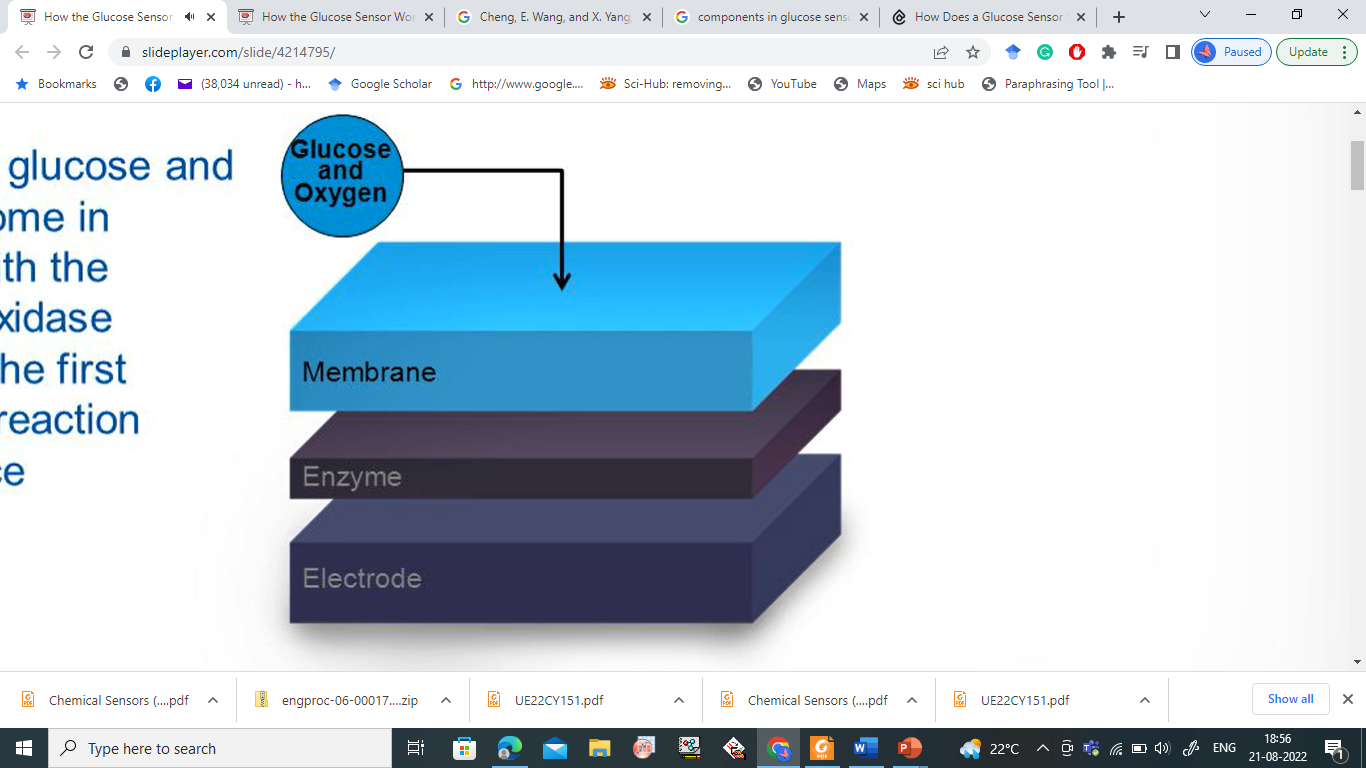 How the Glucose Sensor
How the Glucose Sensor Wor
Cheng, E. Wang, and X. Yang,
components in glucose sens
How Does a Glucose Sensor
slideplayer.com/slide/4214795/
Paused
Update
Bookmarks
(38,034 unread) - h...
Google Scholar
http://www.google....
Sci-Hub: removing...
YouTube
Maps
sci hub
Paraphrasing Tool |...
glucose and
ome in
ith the
xidase
he first
reaction
ce
Glucose
and
Oxygen
Membrane
Enzyme
Electrode
Chemical Sensors (....pdf
engproc-06-00017....zip
UE22CY151.pdf
Chemical Sensors (....pdf
UE22CY151.pdf
Show all
Type here to search
22°C
ENG
18:56
21-08-2022
1